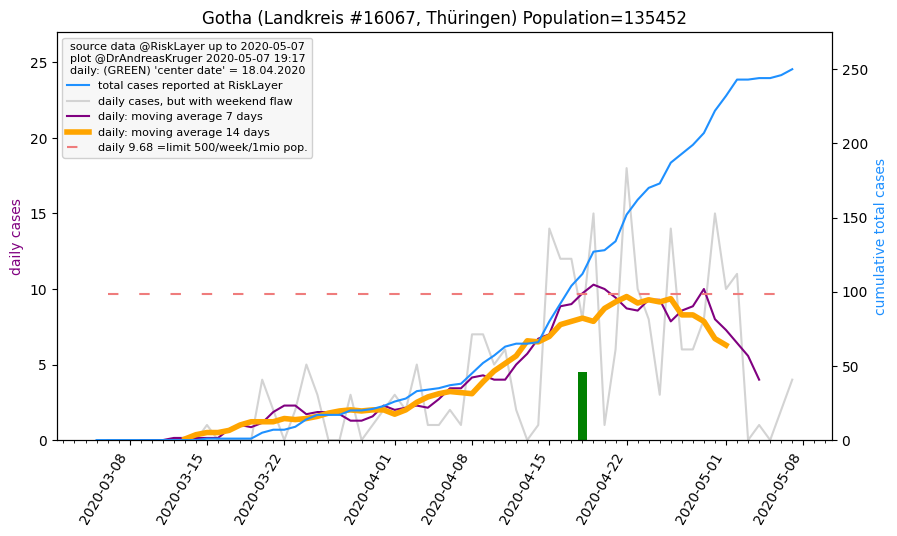 Gotha (Landkreis #16067, Thüringen) Population=135452
source data @RiskLayer up to 2020-05-07
plot @DrAndreasKruger 2020-05-07 19:17
daily: (GREEN) 'center date' = 18.04.2020
total cases reported at RiskLayer
daily cases, but with weekend flaw
daily: moving average 7 days
daily: moving average 14 days
daily 9.68 =limit 500/week/1mio pop.
25
20
15
10
5
0
daily cases
250
200
150
100
50
0
cumulative total cases
2020-03-08
2020-03-15
2020-03-22
2020-04-01
2020-04-08
2020-04-15
2020-04-22
2020-05-01
2020-05-08